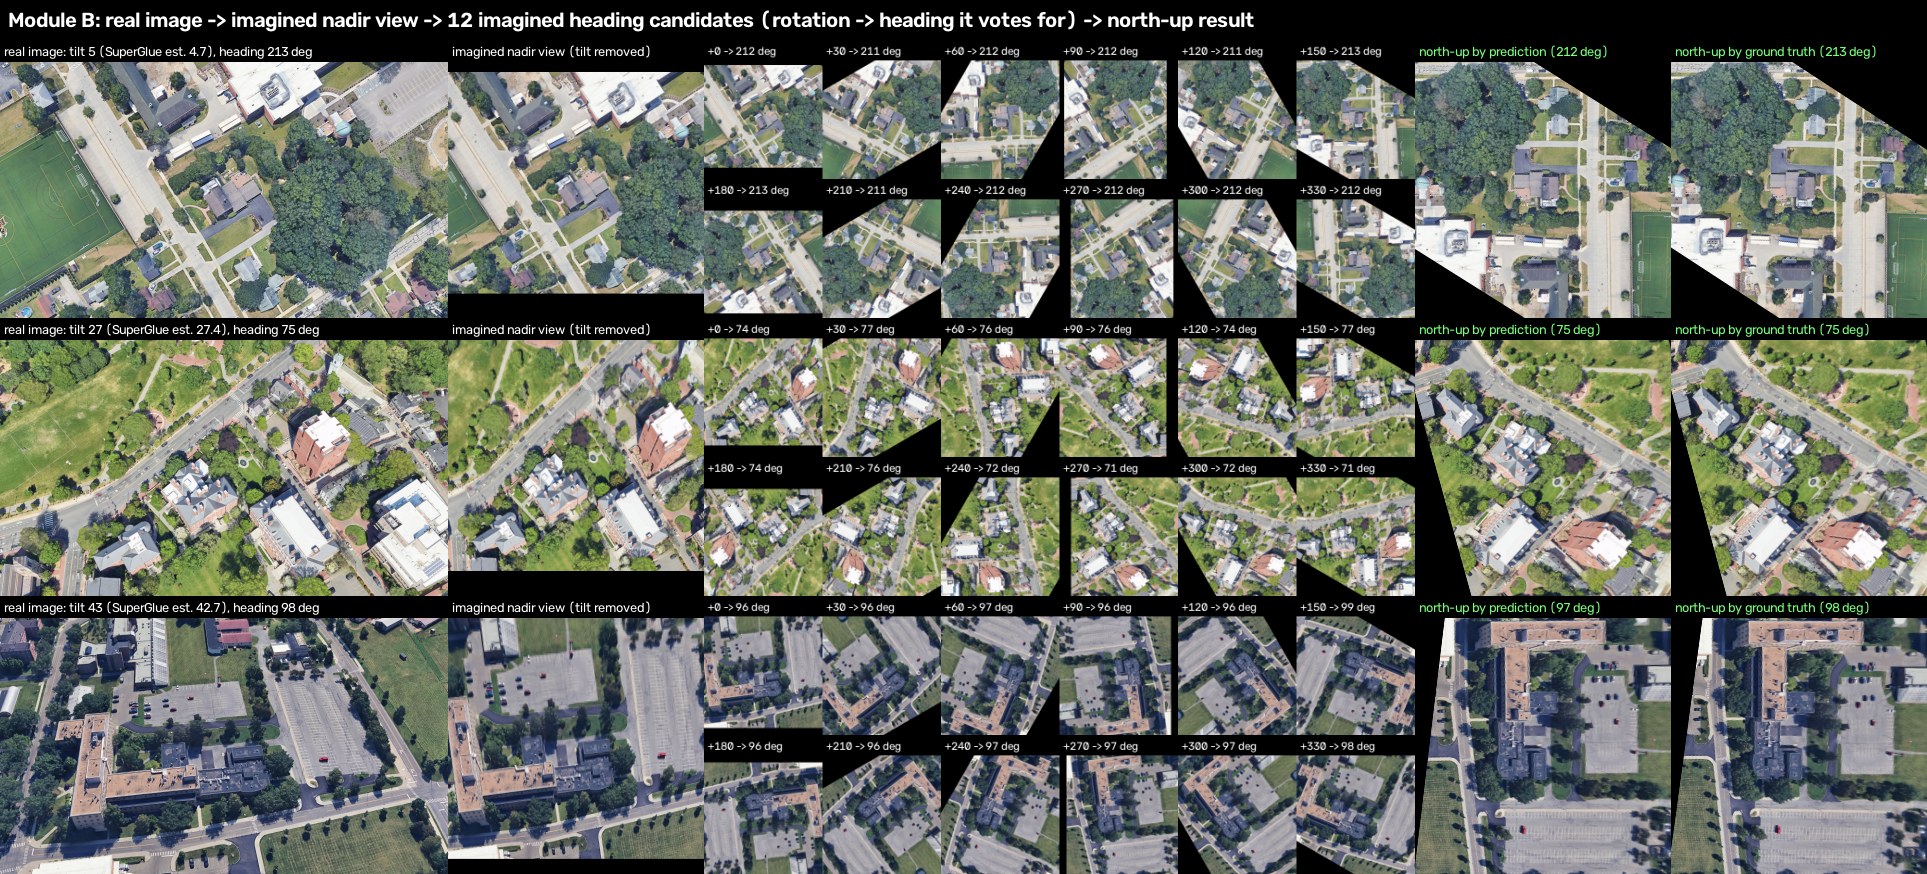 Module B: real image -> imagined nadir view -> 12 imagined heading candidates (rotation -> heading it votes for) -> north-up result
real image: tilt 5 (SuperGlue est. 4.7), heading 213 deg
imagined nadir view (tilt removed)
+0 -> 212 deg
+30 -> 211 deg
+60 -> 212 deg
+90 -> 212 deg
+120 -> 211 deg
+150 -> 213 deg
north-up by prediction (212 deg)
north-up by ground truth (213 deg)
+180 -> 213 deg
+210 -> 211 deg
+240 -> 212 deg
+270 -> 212 deg
+300 -> 212 deg
+330 -> 212 deg
real image: tilt 27 (SuperGlue est. 27.4), heading 75 deg
imagined nadir view (tilt removed)
+0 -> 74 deg
+30 -> 77 deg
+60 -> 76 deg
+90 -> 76 deg
+120 -> 74 deg
+150 -> 77 deg
north-up by prediction (75 deg)
north-up by ground truth (75 deg)
+180 -> 74 deg
+210 -> 76 deg
+240 -> 72 deg
+270 -> 71 deg
+300 -> 72 deg
+330 -> 71 deg
real image: tilt 43 (SuperGlue est. 42.7), heading 98 deg
imagined nadir view (tilt removed)
+0 -> 96 deg
+30 -> 96 deg
+60 -> 97 deg
+90 -> 96 deg
+120 -> 96 deg
+150 -> 99 deg
north-up by prediction (97 deg)
north-up by ground truth (98 deg)
+180 -> 96 deg
+210 -> 96 deg
+240 -> 97 deg
+270 -> 97 deg
+300 -> 97 deg
+330 -> 98 deg